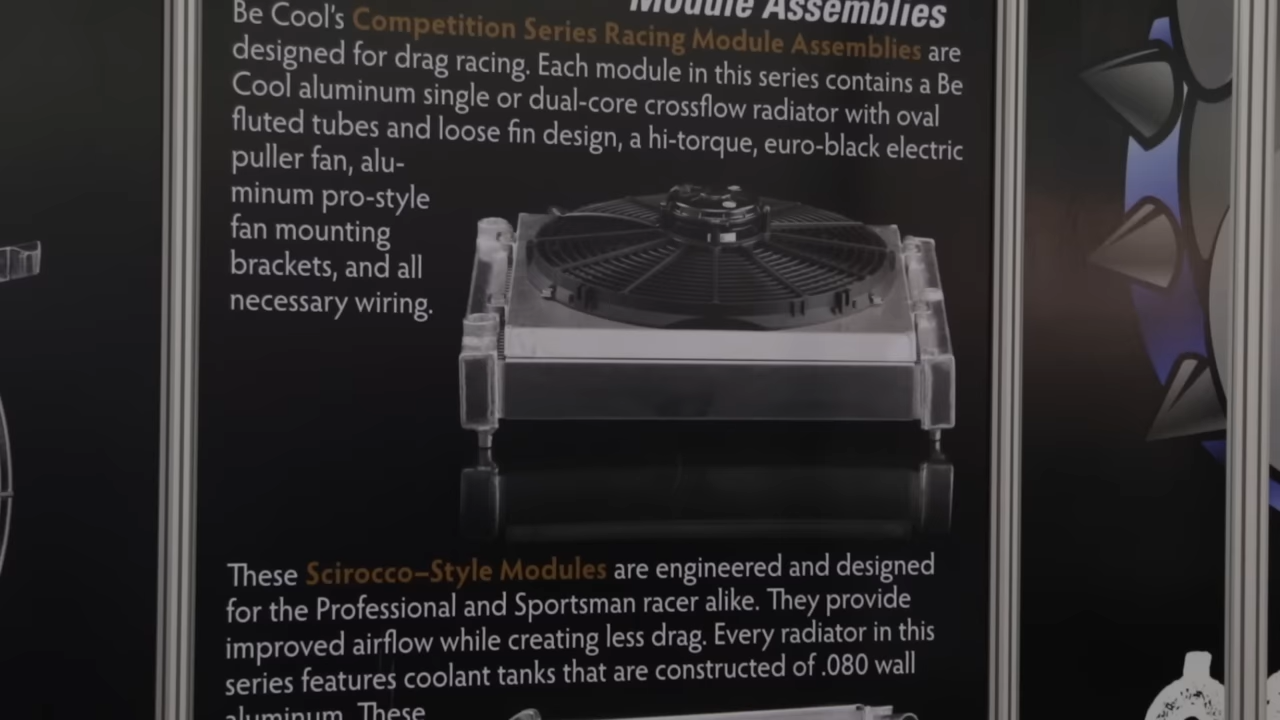 Module Assemblies
Be Cool's Competition Series Racing Module Assemblies are
designed for drag racing. Each module in this series contains a Be
Cool aluminum single or dual-core crossflow radiator with oval
fluted tubes and loose fin design, a hi-torque, euro-black electric
puller fan, alu-
minum pro-style
fan mounting
brackets, and all
necessary wiring.
These Scirocco–Style Modules are engineered and designed
for the Professional and Sportsman racer alike. They provide
improved airflow while creating less drag. Every radiator in this
series features coolant tanks that are constructed of .080 wall
aluminum. These